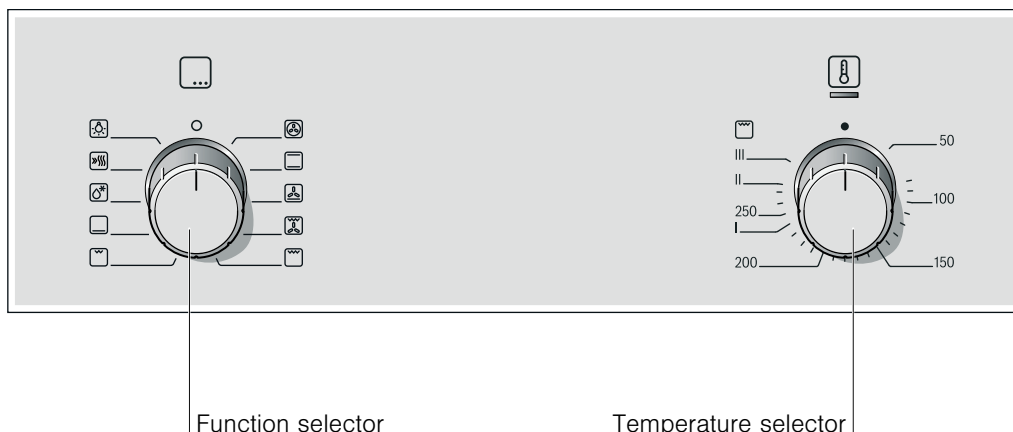 50
III
II
100
250
I
200
150
Function selector
Temperature selector